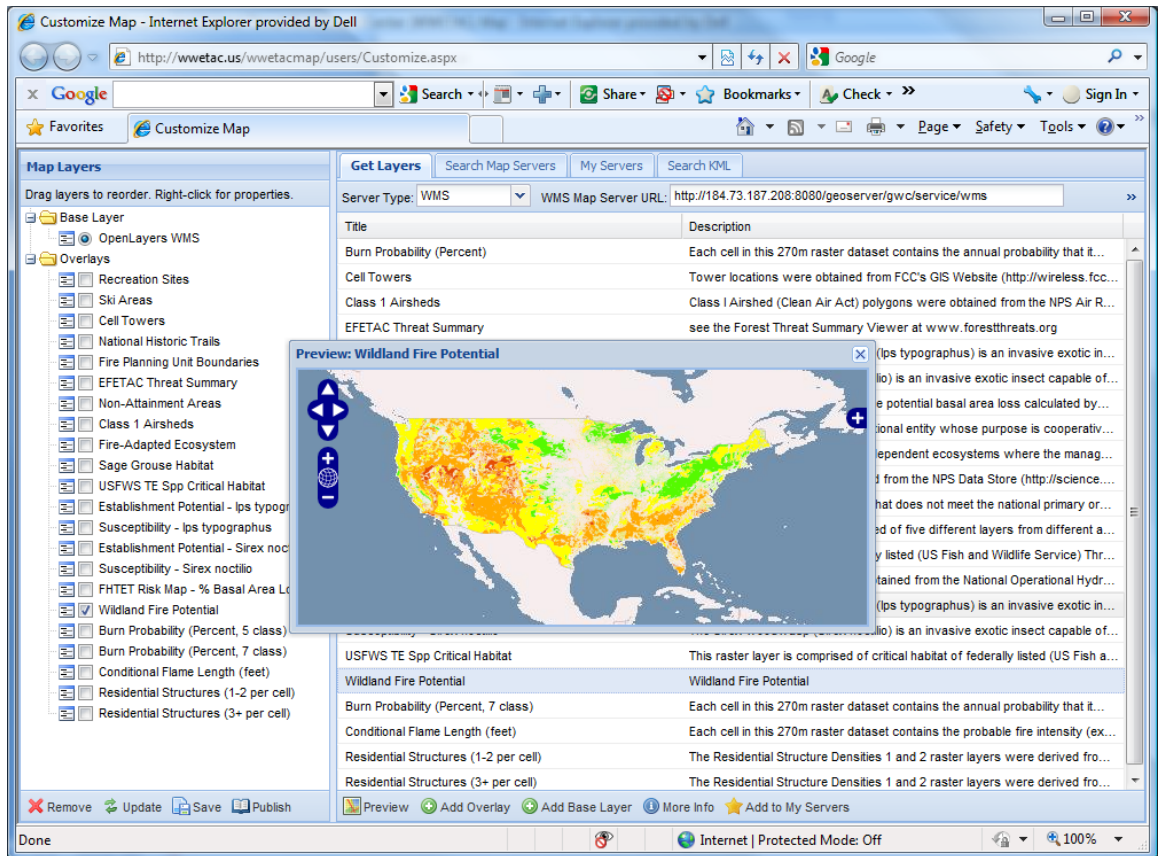 Customize Map - Internet Explorer provided by Dell
http://wwetac.us/wwetacmap/users/Customize.aspx
Google
Google
Search
Share
Bookmarks
Check
Sign In
Favorites
Customize Map
Page
Safety
Tools
Map Layers
Drag layers to reorder. Right-click for properties.
Base Layer
OpenLayers WMS
Overlays
Recreation Sites
Ski Areas
Cell Towers
National Historic Trails
Fire Planning Unit Boundaries
EFETAC Threat Summary
Non-Attainment Areas
Class 1 Airsheds
Fire-Adapted Ecosystem
Sage Grouse Habitat
USFWS TE Spp Critical Habitat
Establishment Potential - Ips typogr
Susceptibility - Ips typographus
Establishment Potential - Sirex noct
Susceptibility - Sirex noctilio
FHTET Risk Map - % Basal Area Lo
Wildland Fire Potential
Burn Probability (Percent, 5 class)
Burn Probability (Percent, 7 class)
Conditional Flame Length (feet)
Residential Structures (1-2 per cell)
Residential Structures (3+ per cell)
Remove Update Save Publish
Get Layers Search Map Servers My Servers Search KML
Server Type: WMS WMS Map Server URL: http://184.73.187.208:8080/geoserver/gwc/service/wms
Title Description
Burn Probability (Percent) Each cell in this 270m raster dataset contains the annual probability that it...
Cell Towers Tower locations were obtained from FCC's GIS Website (http://wireless.fcc...
Class 1 Airsheds Class I Airshed (Clean Air Act) polygons were obtained from the NPS Air R...
EFETAC Threat Summary see the Forest Threat Summary Viewer at www.forestthreats.org
Preview: Wildland Fire Potential
(Ips typographus) is an invasive exotic in...
lio) is an invasive exotic insect capable of...
e potential basal area loss calculated by...
ional entity whose purpose is cooperativ...
ependent ecosystems where the manag...
d from the NPS Data Store (http://science....
hat does not meet the national primary or...
ed of five different layers from different a...
y listed (US Fish and Wildlife Service) Thr...
tained from the National Operational Hydr...
(Ips typographus) is an invasive exotic in...
lio) is an invasive exotic insect capable of...
USFWS TE Spp Critical Habitat This raster layer is comprised of critical habitat of federally listed (US Fish a...
Wildland Fire Potential Wildland Fire Potential
Burn Probability (Percent, 7 class) Each cell in this 270m raster dataset contains the annual probability that it...
Conditional Flame Length (feet) Each cell in this 270m raster dataset contains the probable fire intensity (ex...
Residential Structures (1-2 per cell) The Residential Structure Densities 1 and 2 raster layers were derived fro...
Residential Structures (3+ per cell) The Residential Structure Densities 1 and 2 raster layers were derived fro...
Preview Add Overlay Add Base Layer More Info Add to My Servers
Done
Internet | Protected Mode: Off
100%